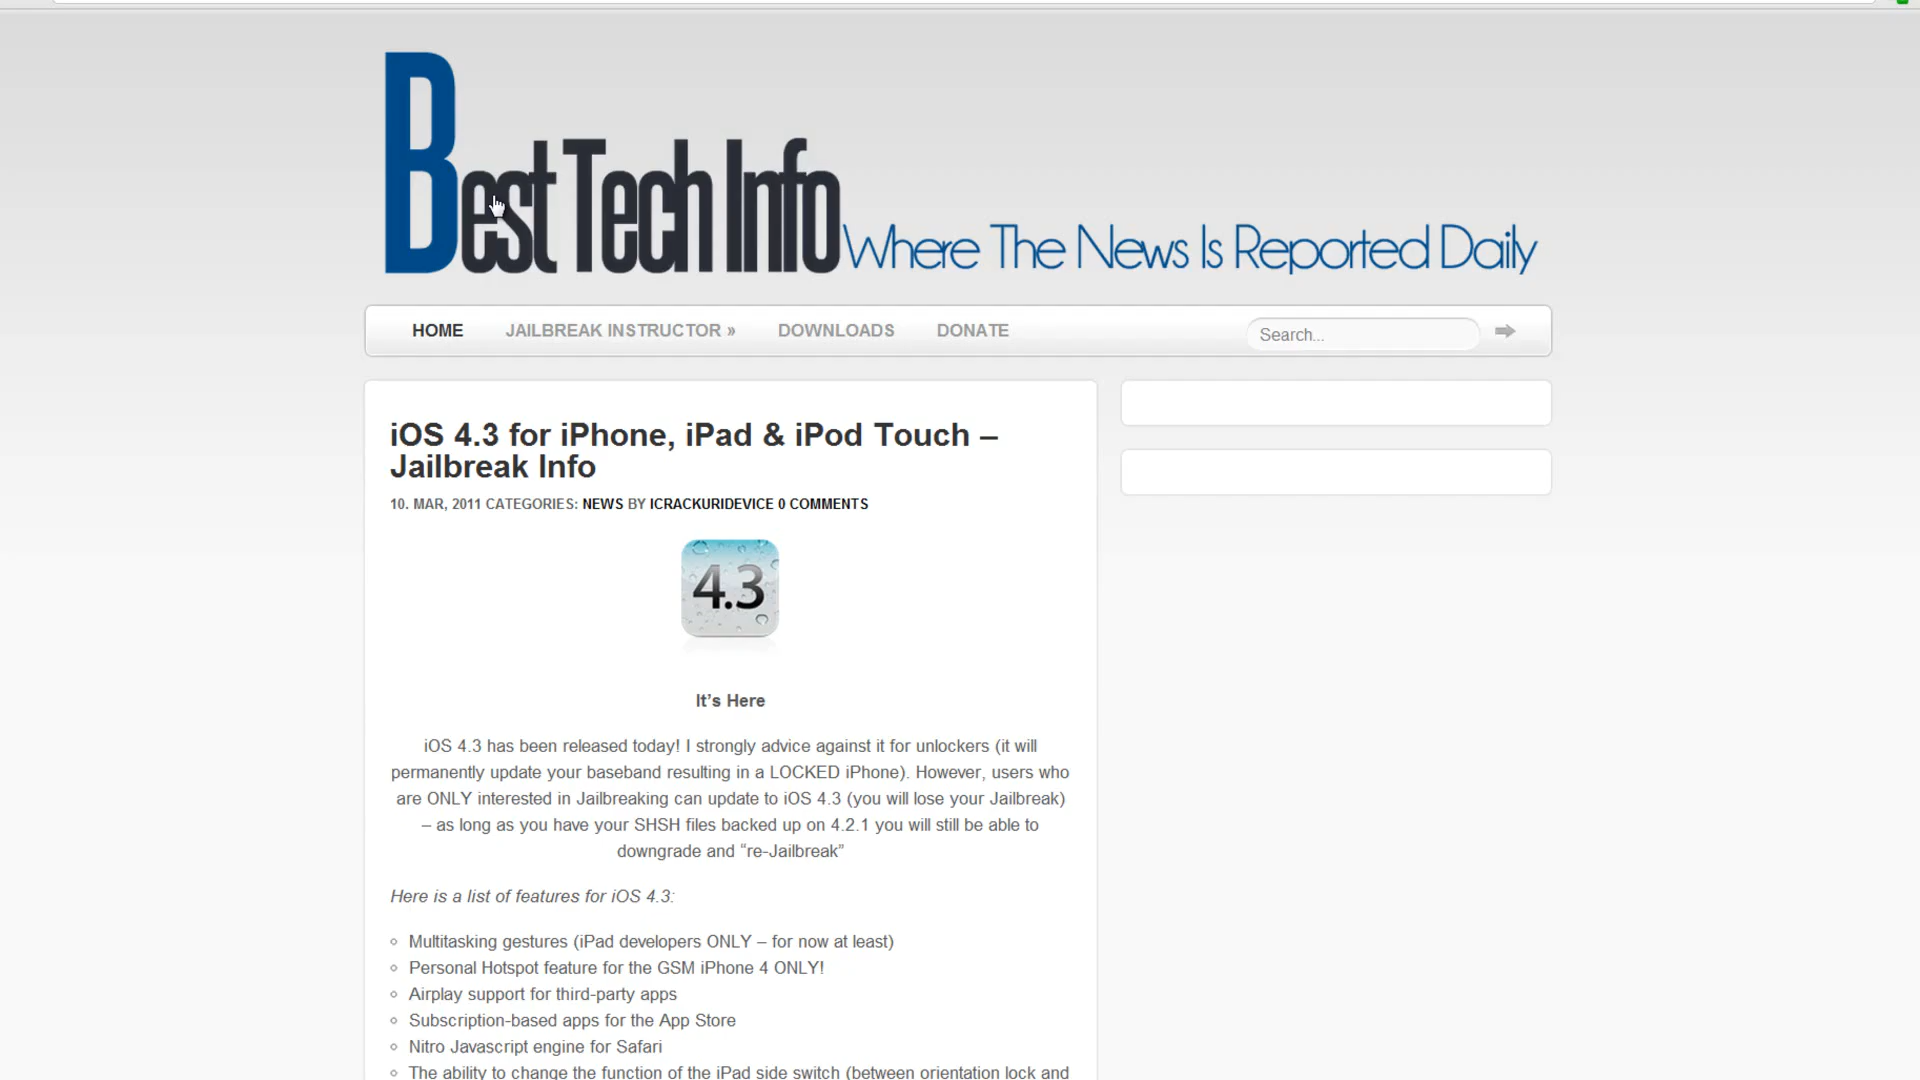 Best Tech Info Where The News Is Reported Daily
HOME JAILBREAK INSTRUCTOR » DOWNLOADS DONATE Search...
iOS 4.3 for iPhone, iPad & iPod Touch –
Jailbreak Info
10. MAR, 2011 CATEGORIES: NEWS BY ICRACKURIDEVICE 0 COMMENTS
4.3
It’s Here
iOS 4.3 has been released today! I strongly advice against it for unlockers (it will
permanently update your baseband resulting in a LOCKED iPhone). However, users who
are ONLY interested in Jailbreaking can update to iOS 4.3 (you will lose your Jailbreak)
– as long as you have your SHSH files backed up on 4.2.1 you will still be able to
downgrade and “re-Jailbreak”
Here is a list of features for iOS 4.3:
Multitasking gestures (iPad developers ONLY – for now at least)
Personal Hotspot feature for the GSM iPhone 4 ONLY!
Airplay support for third-party apps
Subscription-based apps for the App Store
Nitro Javascript engine for Safari
The ability to change the function of the iPad side switch (between orientation lock and